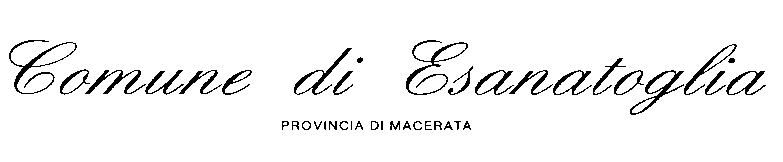 Comune di Esanatoglia
PROVINCIA DI MACERATA